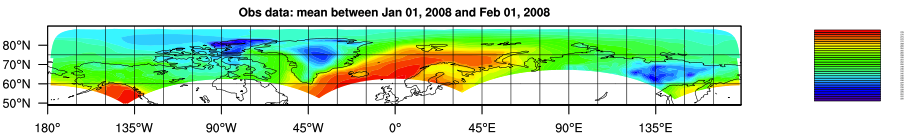 Obs data: mean between Jan 01, 2008 and Feb 01, 2008
80°N
70°N
60°N
50°N
180° 135°W 90°W 45°W 0° 45°E 90°E 135°E